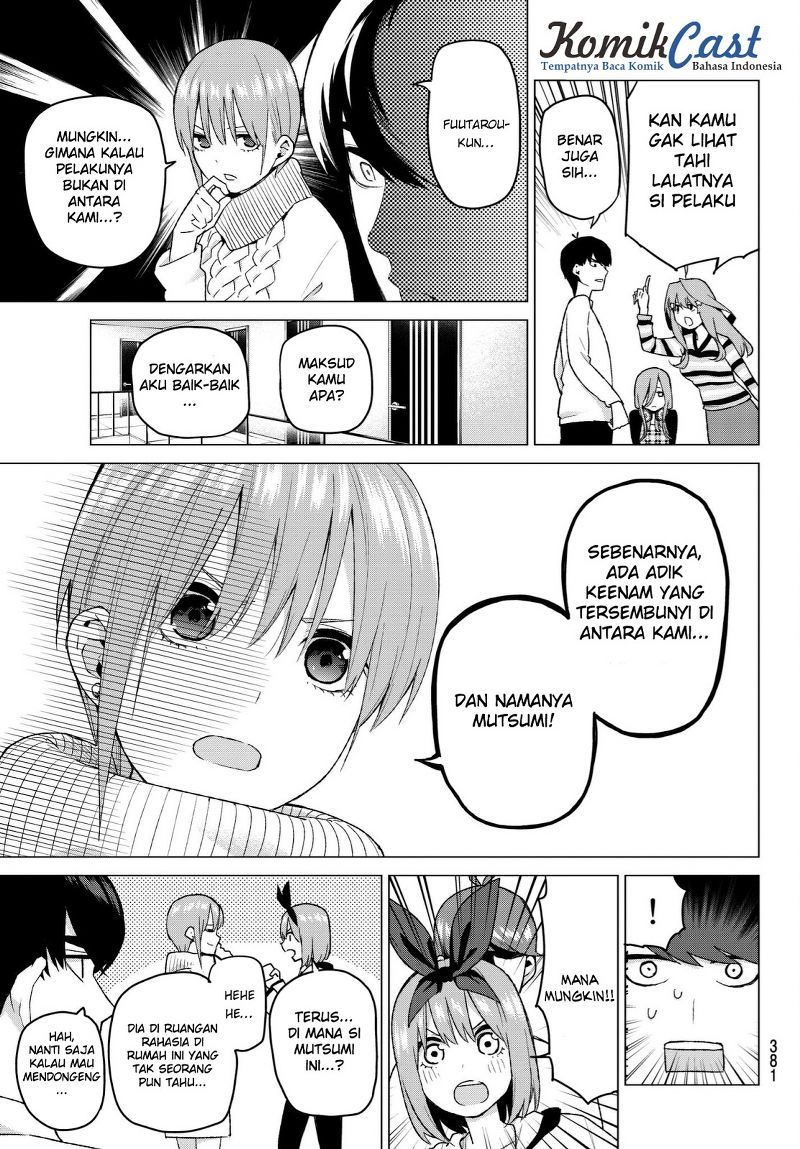 KomikCast
Tempatnya Baca Komik Bahasa Indonesia
KAN KAMU
GAK LIHAT
TAHI
LALATNYA
SI PELAKU
BENAR
JUGA
SIH...
FUUTAROU-
KUN...
MUNGKIN...
GIMANA KALAU
PELAKUNYA
BUKAN DI
ANTARA
KAMI...?
MAKSUD
KAMU
APA?
DENGARKAN
AKU BAIK-BAIK
...
SEBENARNYA,
ADA ADIK
KEENAM YANG
TERSEMBUNYI DI
ANTARA KAMI...
DAN NAMANYA
MUTSUMI!
!
MANA
MUNGKIN!!
TERUS...
DI MANA SI
MUTSUMI
INI...?
HEHE
HE...
DIA DI RUANGAN
RAHASIA DI
RUMAH INI YANG
TAK SEORANG
PUN TAHU...
HAH,
NANTI SAJA
KALAU MAU
MENDONGENG
...
381